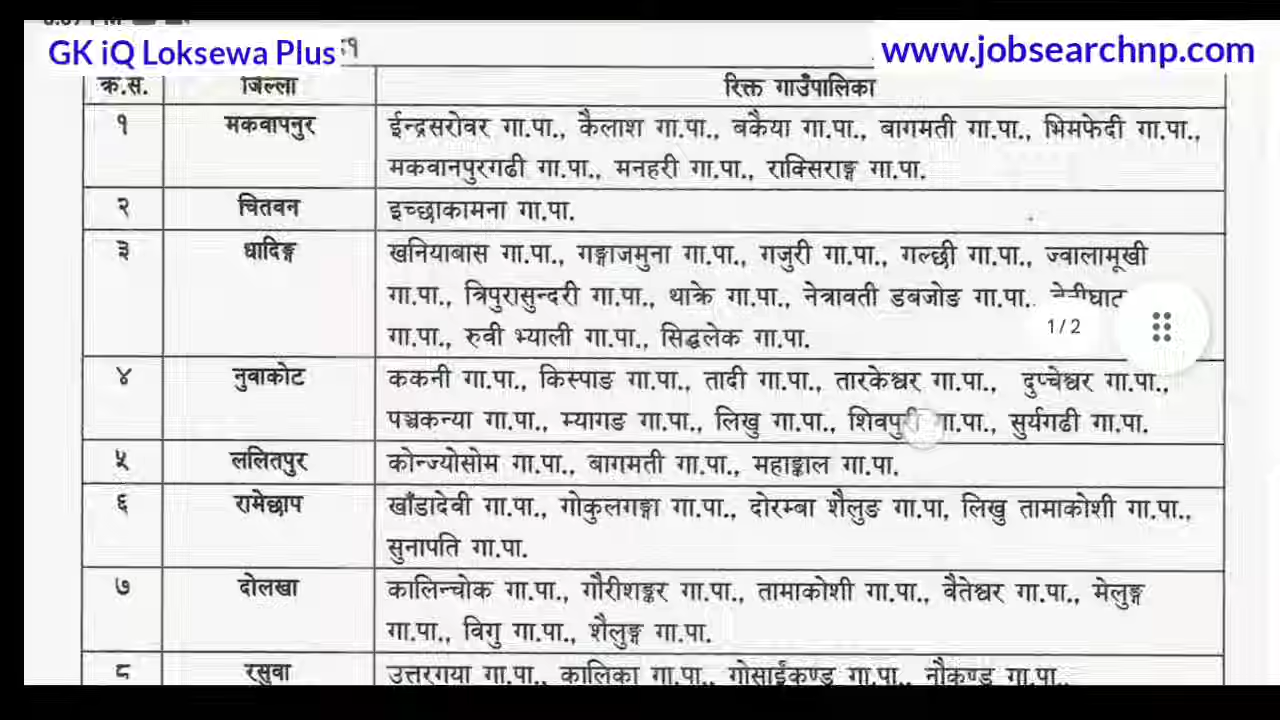 GK iQ Loksewa Plus
www.jobsearchnp.com
क्र.स. जिल्ला रिक्त गाउँपालिका
१ मकवापनुर ईन्द्रसरोवर गा.पा., कैलाश गा.पा., बकैया गा.पा., बागमती गा.पा., भिमफेदी गा.पा.,
मकवानपुरगढी गा.पा., मनहरी गा.पा., राक्सिराङ्ग गा.पा.
२ चितवन इच्छाकामना गा.पा.
३ धादिङ्ग खनियाबास गा.पा., गङ्गाजमुना गा.पा., गजुरी गा.पा., गल्छी गा.पा., ज्वालामूखी
गा.पा., त्रिपुरासुन्दरी गा.पा., थाक्रे गा.पा., नेत्रावती डबजोङ गा.पा.
गा.पा., रुवी भ्याली गा.पा., सिद्धलेक गा.पा.
1 / 2
४ नुवाकोट ककनी गा.पा., किस्पाङ गा.पा., तादी गा.पा., तारकेश्वर गा.पा., दुप्चेश्वर गा.पा.,
पञ्चकन्या गा.पा., म्यागङ गा.पा., लिखु गा.पा., शिवपुरी गा.पा., सुर्यगढी गा.पा.
५ ललितपुर कोन्ज्योसोम गा.पा., बागमती गा.पा., महाङ्काल गा.पा.
६ रामेछाप खाँडादेवी गा.पा., गोकुलगङ्गा गा.पा., दोरम्बा शैलुङ गा.पा, लिखु तामाकोशी गा.पा.,
सुनापति गा.पा.
७ दोलखा कालिन्चोक गा.पा., गौरीशङ्कर गा.पा., तामाकोशी गा.पा., वैतेश्वर गा.पा., मेलुङ्ग
गा.पा., विगु गा.पा., शैलुङ्ग गा.पा.
८ रसुवा उत्तरगया गा.पा., कालिका गा.पा., गोसाईंकुण्ड गा.पा., नौकुण्ड गा.पा.,